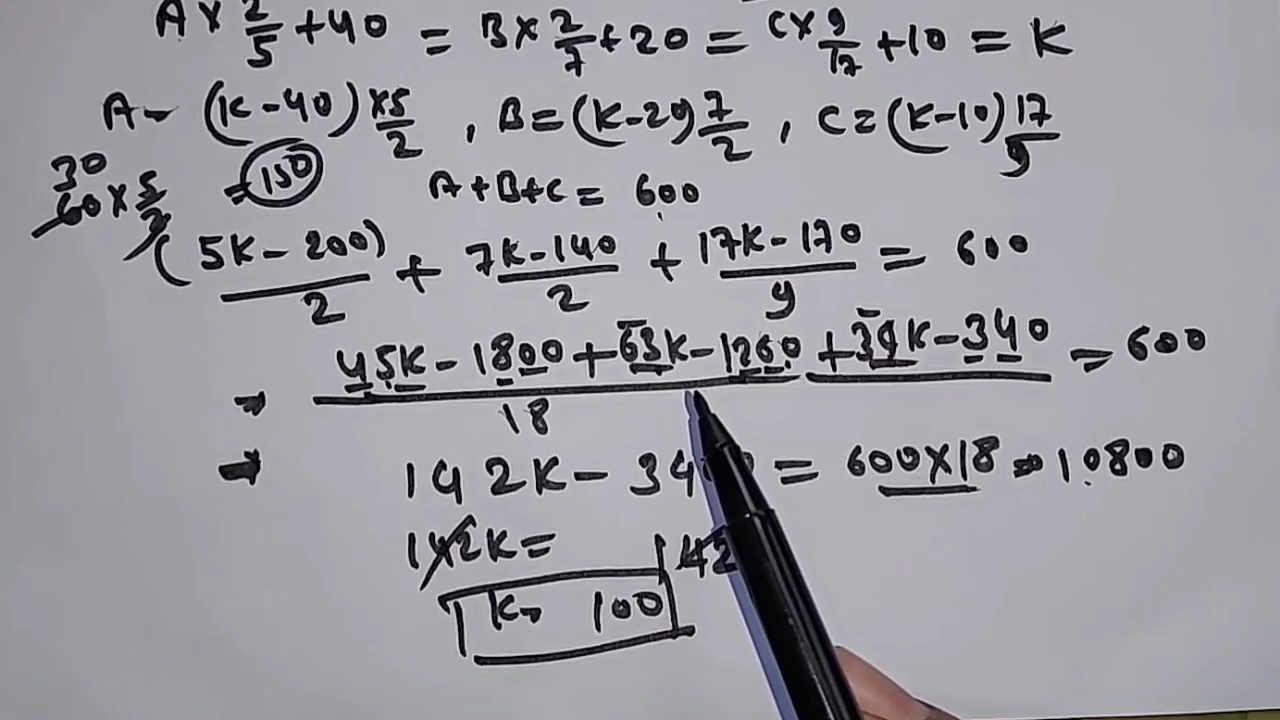 A × 2/5 + 40 = B × 2/7 + 20 = C × 9/17 + 10 = K
A - (K - 40) × 5/2 , B = (K - 20) 7/2 , C = (K - 10) 17/9
30
60 × 5/2 = 150 A + B + C = 600
(5K - 200)/2 + 7K - 140/2 + 17K - 170/9 = 600
⇒ 45K - 1800 + 63K - 1260 + 34K - 340/18 = 600
⇒ 142K - 34 = 600 × 18 ⇒ 10800
142K = 142
K = 100